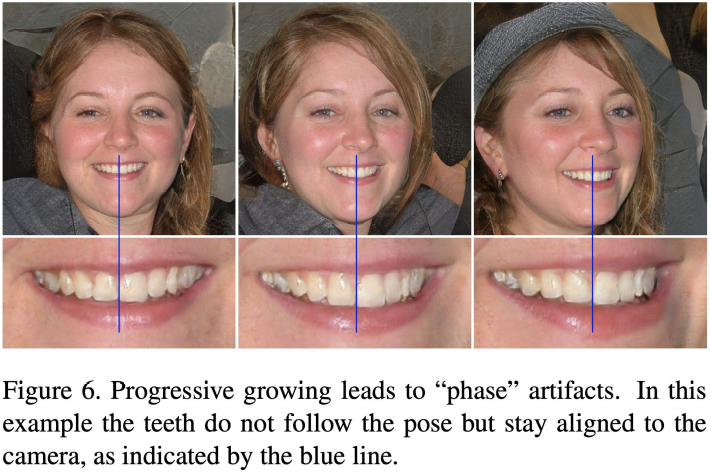 Figure 6. Progressive growing leads to “phase” artifacts. In this
example the teeth do not follow the pose but stay aligned to the
camera, as indicated by the blue line.